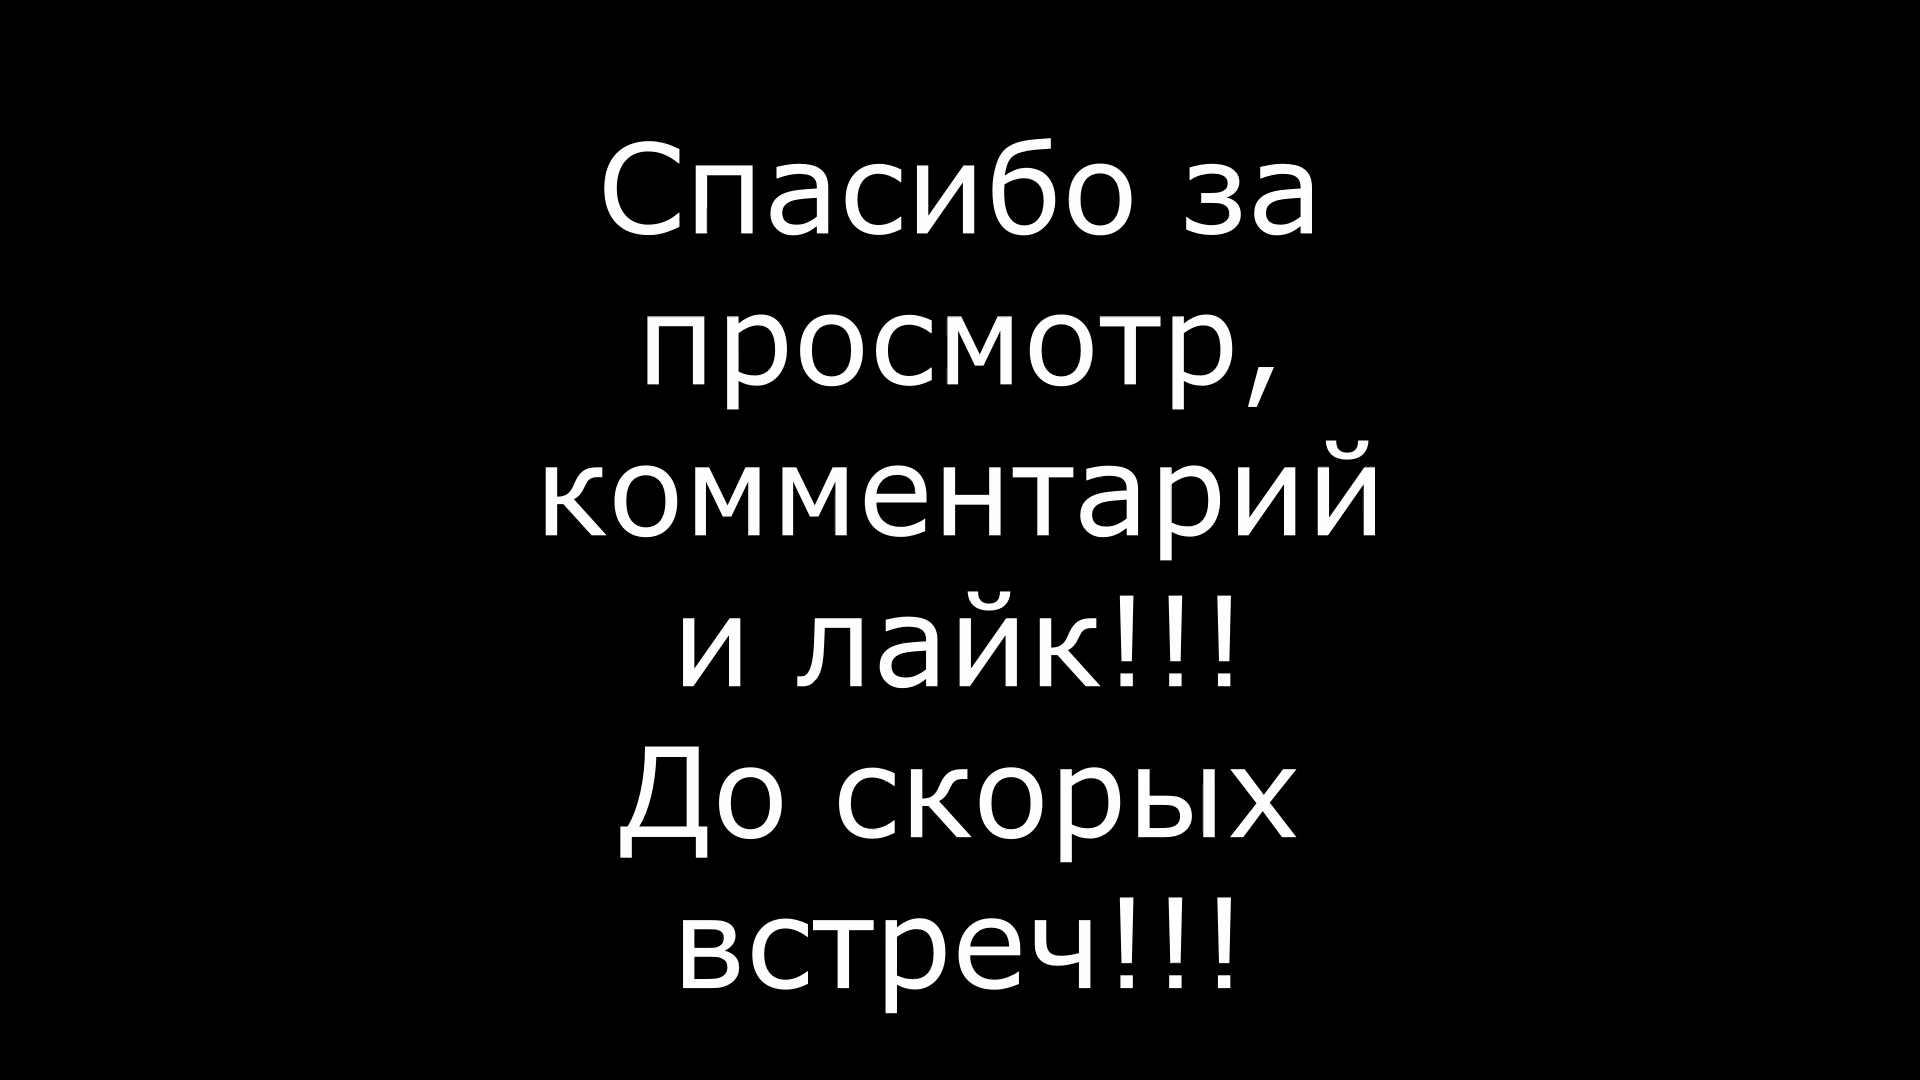 Спасибо за
просмотр,
комментарий
и лайк!!!
До скорых
встреч!!!